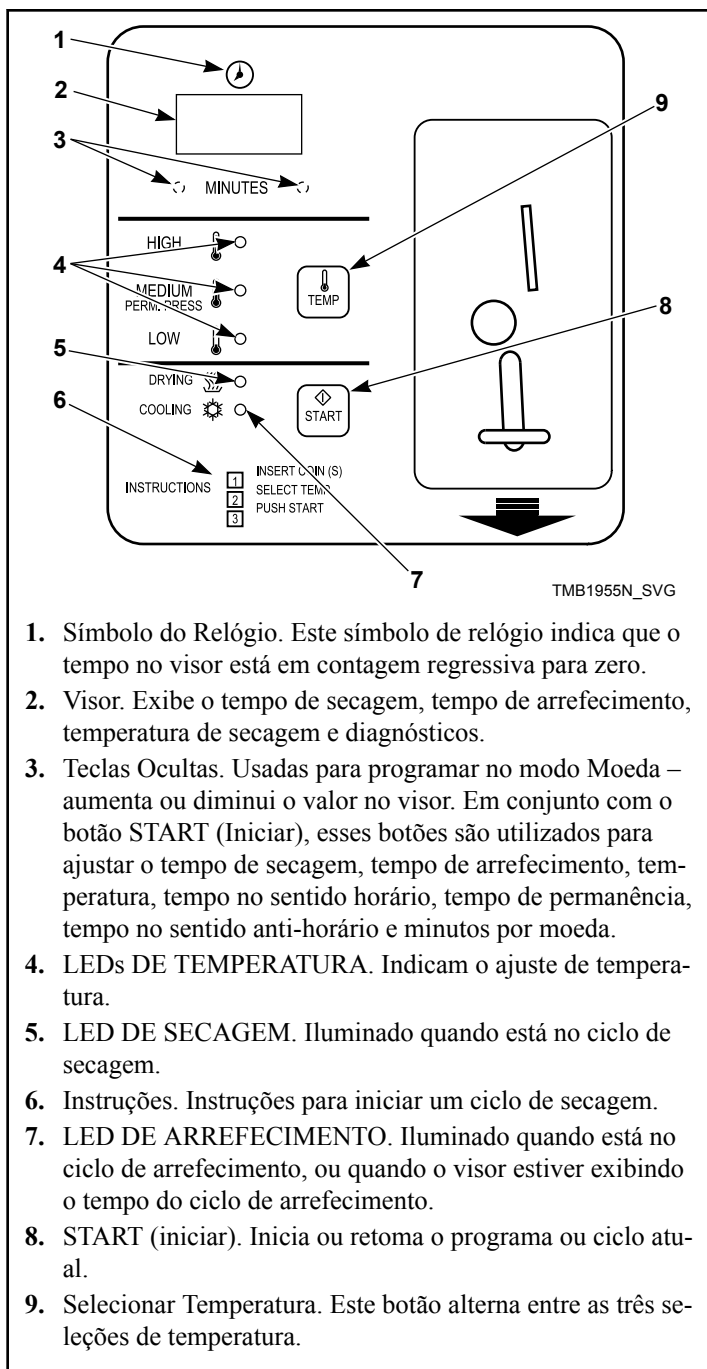 1
2
3
MINUTES
9
HIGH
4
MEDIUM
PERM. PRESS
TEMP
LOW
8
5
DRYING
6
COOLING
START
INSTRUCTIONS
1 INSERT COIN (S)
2 SELECT TEMP
3 PUSH START
7
TMB1955N_SVG
1. Símbolo do Relógio. Este símbolo de relógio indica que o
tempo no visor está em contagem regressiva para zero.
2. Visor. Exibe o tempo de secagem, tempo de arrefecimento,
temperatura de secagem e diagnósticos.
3. Teclas Ocultas. Usadas para programar no modo Moeda –
aumenta ou diminui o valor no visor. Em conjunto com o
botão START (Iniciar), esses botões são utilizados para
ajustar o tempo de secagem, tempo de arrefecimento, tem-
peratura, tempo no sentido horário, tempo de permanência,
tempo no sentido anti-horário e minutos por moeda.
4. LEDs DE TEMPERATURA. Indicam o ajuste de tempera-
tura.
5. LED DE SECAGEM. Iluminado quando está no ciclo de
secagem.
6. Instruções. Instruções para iniciar um ciclo de secagem.
7. LED DE ARREFECIMENTO. Iluminado quando está no
ciclo de arrefecimento, ou quando o visor estiver exibindo
o tempo do ciclo de arrefecimento.
8. START (iniciar). Inicia ou retoma o programa ou ciclo atu-
al.
9. Selecionar Temperatura. Este botão alterna entre as três se-
leções de temperatura.